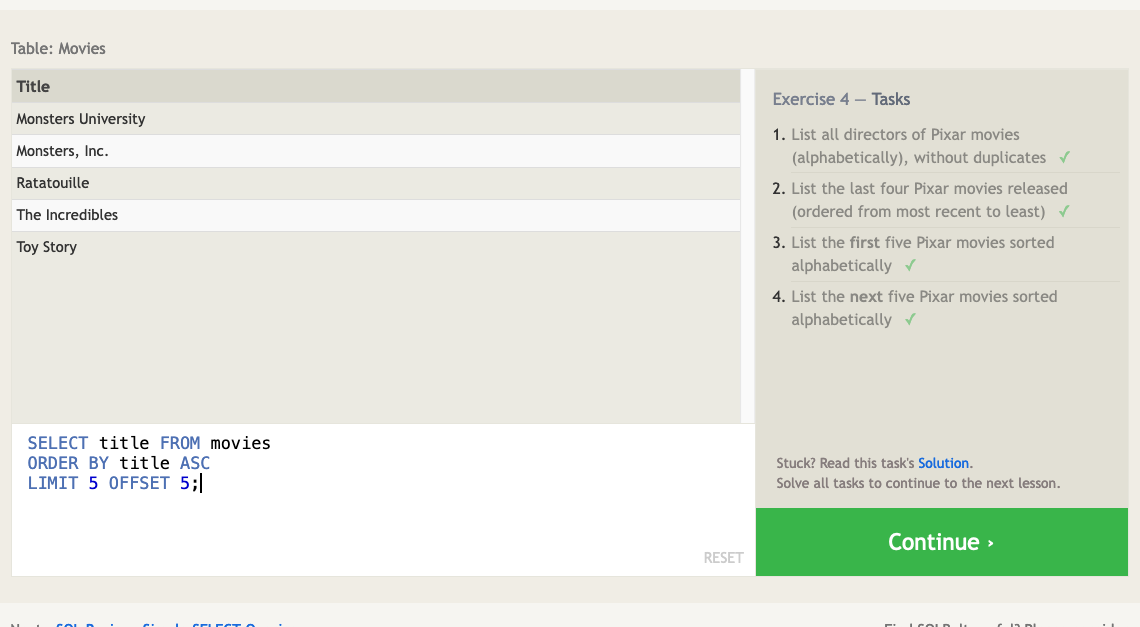 Table: Movies
Title
Monsters University
Monsters, Inc.
Ratatouille
The Incredibles
Toy Story
SELECT title FROM movies
ORDER BY title ASC
LIMIT 5 OFFSET 5;
RESET
Exercise 4 — Tasks
1. List all directors of Pixar movies
(alphabetically), without duplicates ✓
2. List the last four Pixar movies released
(ordered from most recent to least) ✓
3. List the first five Pixar movies sorted
alphabetically ✓
4. List the next five Pixar movies sorted
alphabetically ✓
Stuck? Read this task's Solution.
Solve all tasks to continue to the next lesson.
Continue ›